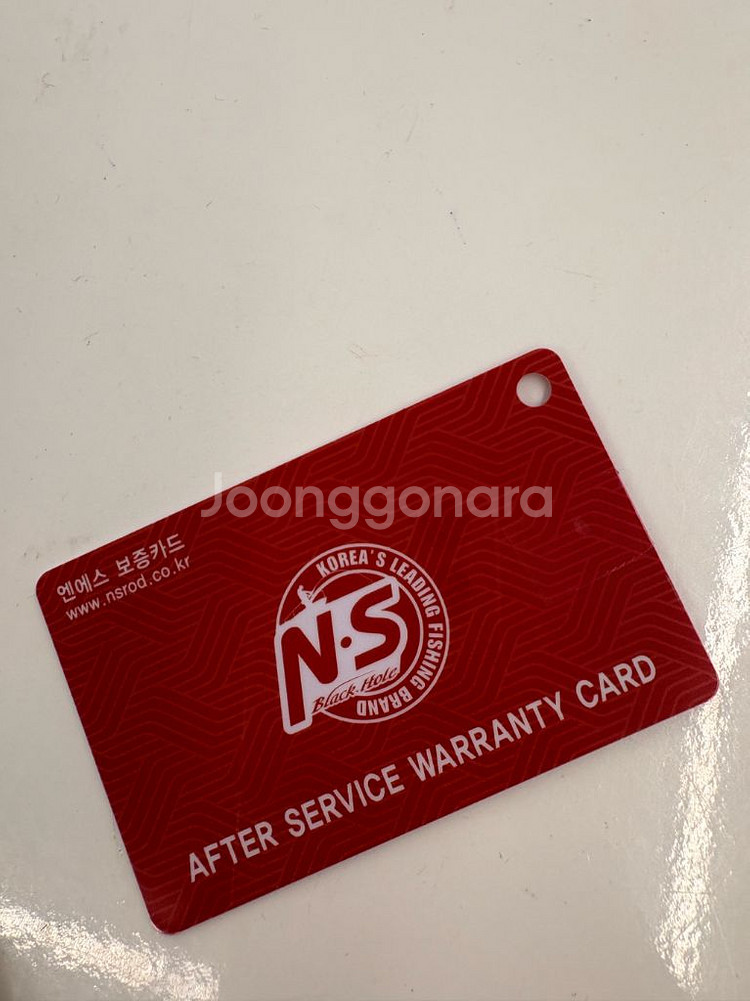 Joonggonara
엔에스 보증카드
www.nsrod.co.kr
KOREA'S LEADING FISHING BRAND
N·S
Black Hole
AFTER SERVICE WARRANTY CARD